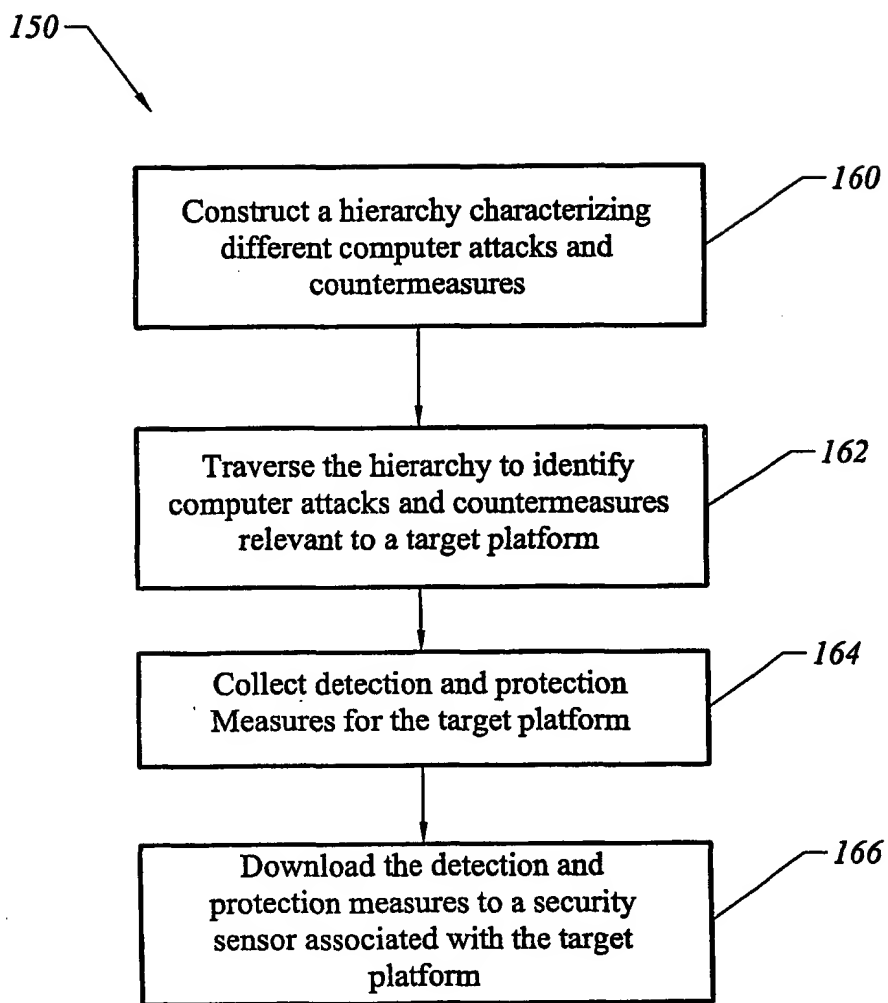 150
160
Construct a hierarchy characterizing
different computer attacks and
countermeasures
162
Traverse the hierarchy to identify
computer attacks and countermeasures
relevant to a target platform
164
Collect detection and protection
Measures for the target platform
166
Download the detection and
protection measures to a security
sensor associated with the target
platform